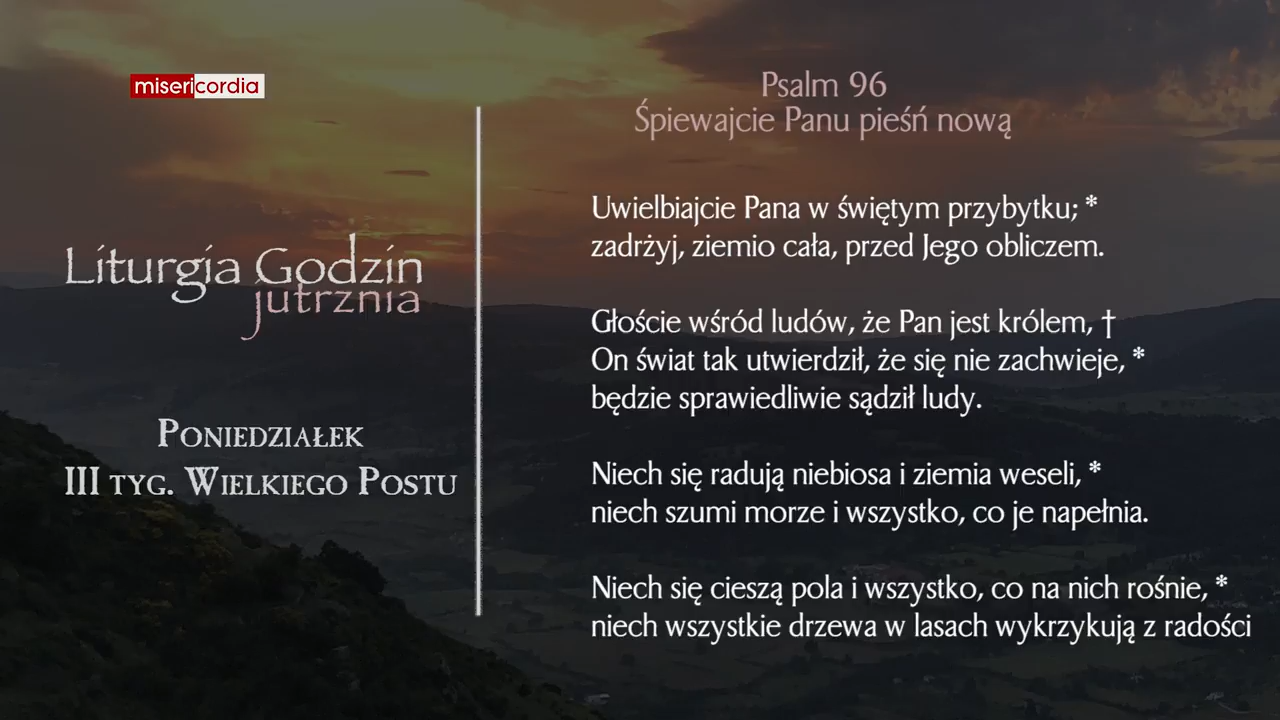 misericordia
Liturgia Godzin
jutrznia
Poniedziałek
III tyg. Wielkiego Postu
Psalm 96
Śpiewajcie Panu pieśń nową
Uwielbiajcie Pana w świętym przybytku; *
zadrżyj, ziemio cała, przed Jego obliczem.
Głoście wśród ludów, że Pan jest królem, †
On świat tak utwierdził, że się nie zachwieje, *
będzie sprawiedliwie sądził ludy.
Niech się radują niebiosa i ziemia weseli, *
niech szumi morze i wszystko, co je napełnia.
Niech się cieszą pola i wszystko, co na nich rośnie, *
niech wszystkie drzewa w lasach wykrzykują z radości